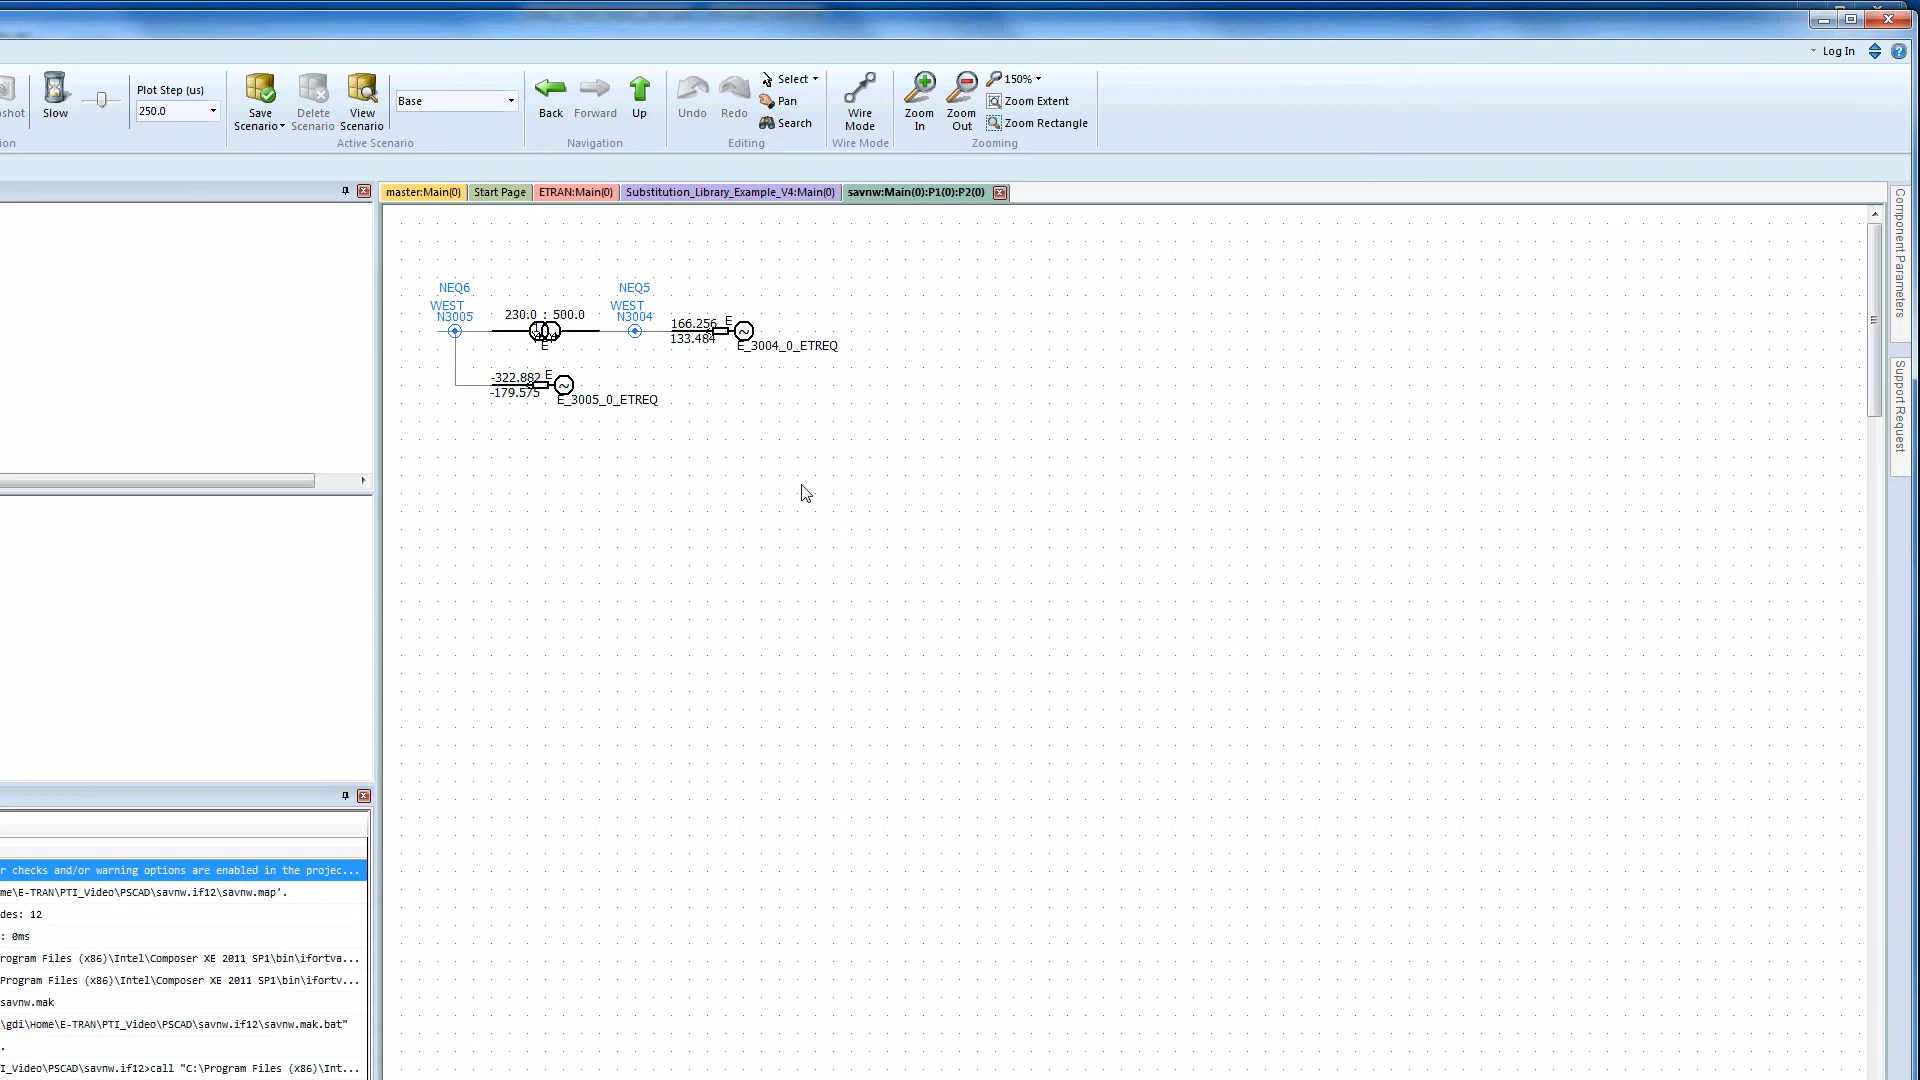 Log In
shot
Slow
Plot Step (us)
250.0
Save Scenario
Delete Scenario
View Scenario
Base
Back
Forward
Up
Undo
Redo
Select
Pan
Search
Wire Mode
Zoom In
Zoom Out
150%
Zoom Extent
Zoom Rectangle
ion
Active Scenario
Navigation
Editing
Wire Mode
Zooming
master:Main(0)
Start Page
ETRAN:Main(0)
Substitution_Library_Example_V4:Main(0)
savnw:Main(0):P1(0):P2(0)
Component Parameters
Support Request
NEQ6
WEST
N3005
230.0 : 500.0
E
NEQ5
WEST
N3004
166.256
133.484
E
E_3004_0_ETREQ
-322.882
-179.575
E
E_3005_0_ETREQ
r checks and/or warning options are enabled in the projec...
me\E-TRAN\PTI_Video\PSCAD\savnw.if12\savnw.map'.
des: 12
: 0ms
rogram Files (x86)\Intel\Composer XE 2011 SP1\bin\ifortva...
Program Files (x86)\Intel\Composer XE 2011 SP1\bin\ifortv...
savnw.mak
\gdi\Home\E-TRAN\PTI_Video\PSCAD\savnw.if12\savnw.mak.bat"
.
I_Video\PSCAD\savnw.if12>call "C:\Program Files (x86)\Int...